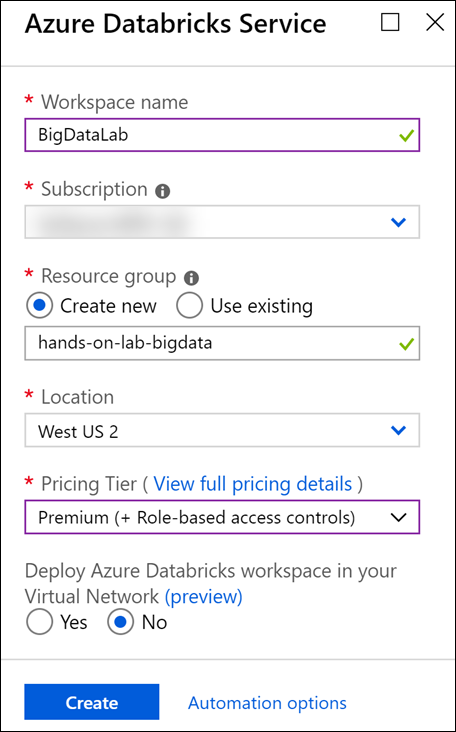 Azure Databricks Service
* Workspace name
BigDataLab
* Subscription
* Resource group
Create new Use existing
hands-on-lab-bigdata
* Location
West US 2
* Pricing Tier ( View full pricing details )
Premium (+ Role-based access controls)
Deploy Azure Databricks workspace in your
Virtual Network (preview)
Yes No
Create Automation options